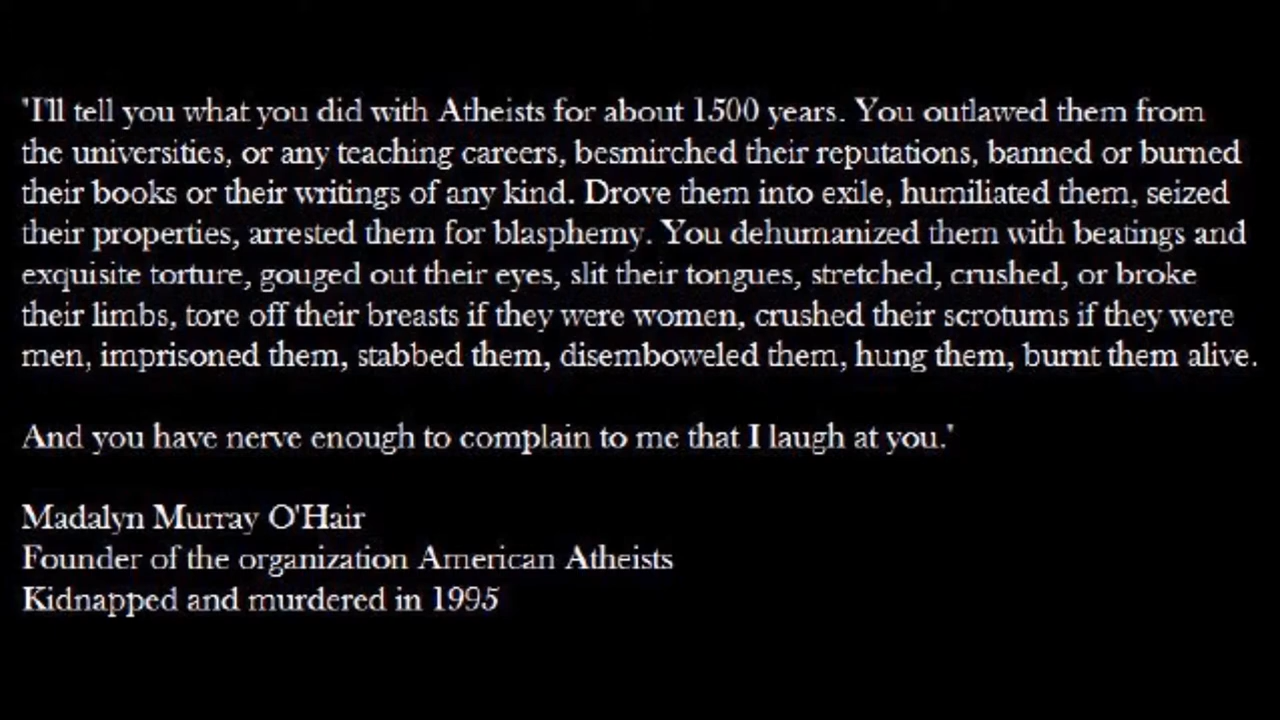 'I'll tell you what you did with Atheists for about 1500 years. You outlawed them from
the universities, or any teaching careers, besmirched their reputations, banned or burned
their books or their writings of any kind. Drove them into exile, humiliated them, seized
their properties, arrested them for blasphemy. You dehumanized them with beatings and
exquisite torture, gouged out their eyes, slit their tongues, stretched, crushed, or broke
their limbs, tore off their breasts if they were women, crushed their scrotums if they were
men, imprisoned them, stabbed them, disemboweled them, hung them, burnt them alive.
And you have nerve enough to complain to me that I laugh at you.'
Madalyn Murray O'Hair
Founder of the organization American Atheists
Kidnapped and murdered in 1995